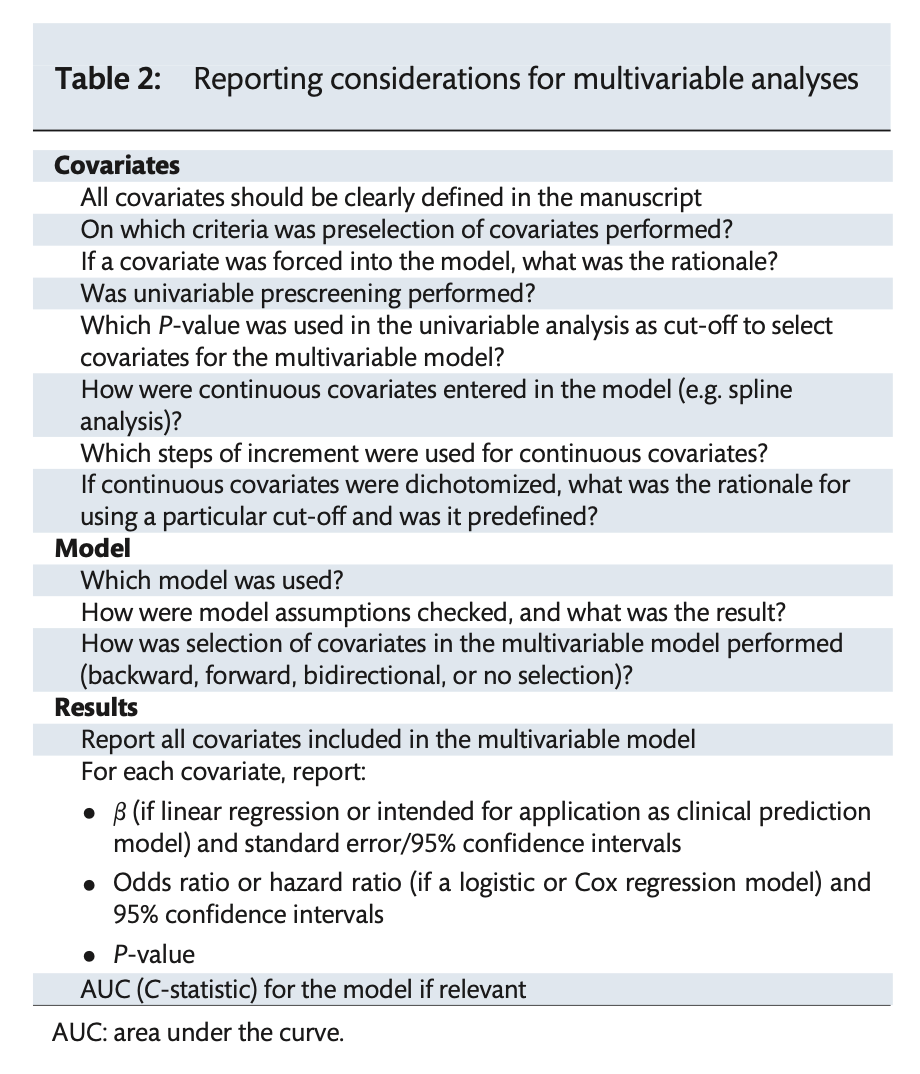 Table 2: Reporting considerations for multivariable analyses
Covariates
All covariates should be clearly defined in the manuscript
On which criteria was preselection of covariates performed?
If a covariate was forced into the model, what was the rationale?
Was univariable prescreening performed?
Which P-value was used in the univariable analysis as cut-off to select
covariates for the multivariable model?
How were continuous covariates entered in the model (e.g. spline
analysis)?
Which steps of increment were used for continuous covariates?
If continuous covariates were dichotomized, what was the rationale for
using a particular cut-off and was it predefined?
Model
Which model was used?
How were model assumptions checked, and what was the result?
How was selection of covariates in the multivariable model performed
(backward, forward, bidirectional, or no selection)?
Results
Report all covariates included in the multivariable model
For each covariate, report:
• β (if linear regression or intended for application as clinical prediction
model) and standard error/95% confidence intervals
• Odds ratio or hazard ratio (if a logistic or Cox regression model) and
95% confidence intervals
• P-value
AUC (C-statistic) for the model if relevant
AUC: area under the curve.